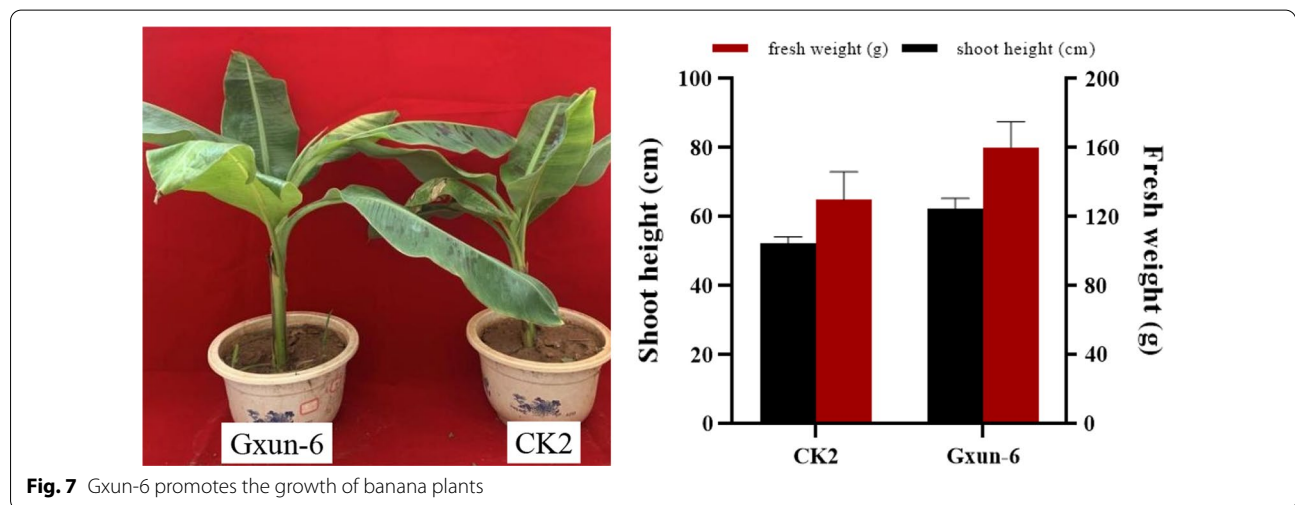 Gxun-6
CK2
fresh weight (g) shoot height (cm)
100
80
60
40
20
0
Shoot height (cm)
200
160
120
80
40
0
Fresh weight (g)
CK2 Gxun-6
Fig. 7 Gxun-6 promotes the growth of banana plants